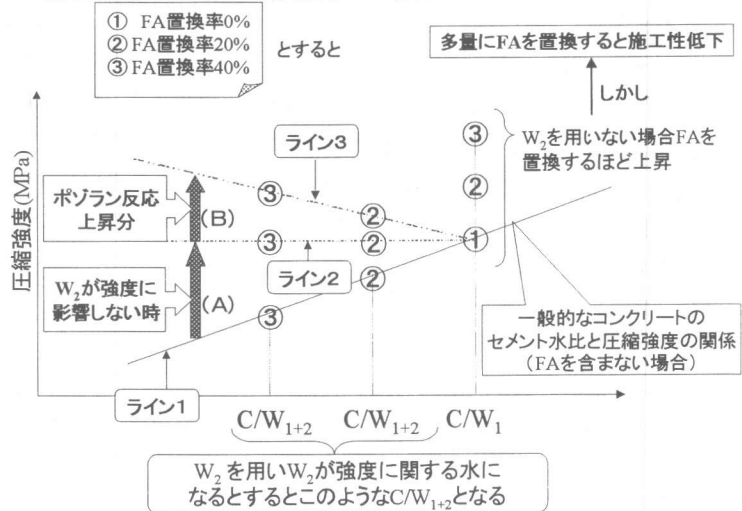 ① FA置換率0%
② FA置換率20%
③ FA置換率40%
とすると
多量にFAを置換すると施工性低下
しかし
W2を用いない場合FAを
置換するほど上昇
③
②
①
ライン3
③
②
ポゾラン反応
上昇分
(B)
③
②
ライン2
W2が強度に
影響しない時
(A)
②
③
圧縮強度(MPa)
一般的なコンクリートの
セメント水比と圧縮強度の関係
(FAを含まない場合)
ライン1
C/W1+2
C/W1+2
C/W1
W2を用いW2が強度に関する水に
なるとするとこのようなC/W1+2となる